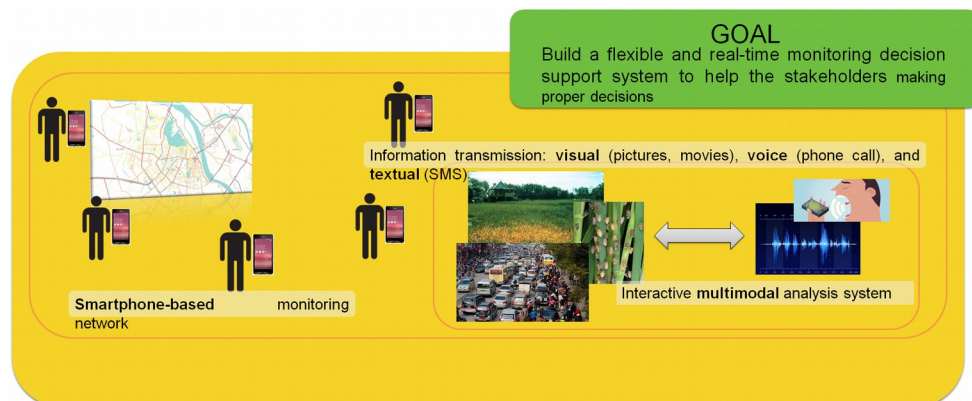 GOAL
Build a flexible and real-time monitoring decision
support system to help the stakeholders making
proper decisions
Information transmission: visual (pictures, movies), voice (phone call), and
textual (SMS)
Interactive multimodal analysis system
Smartphone-based monitoring
network